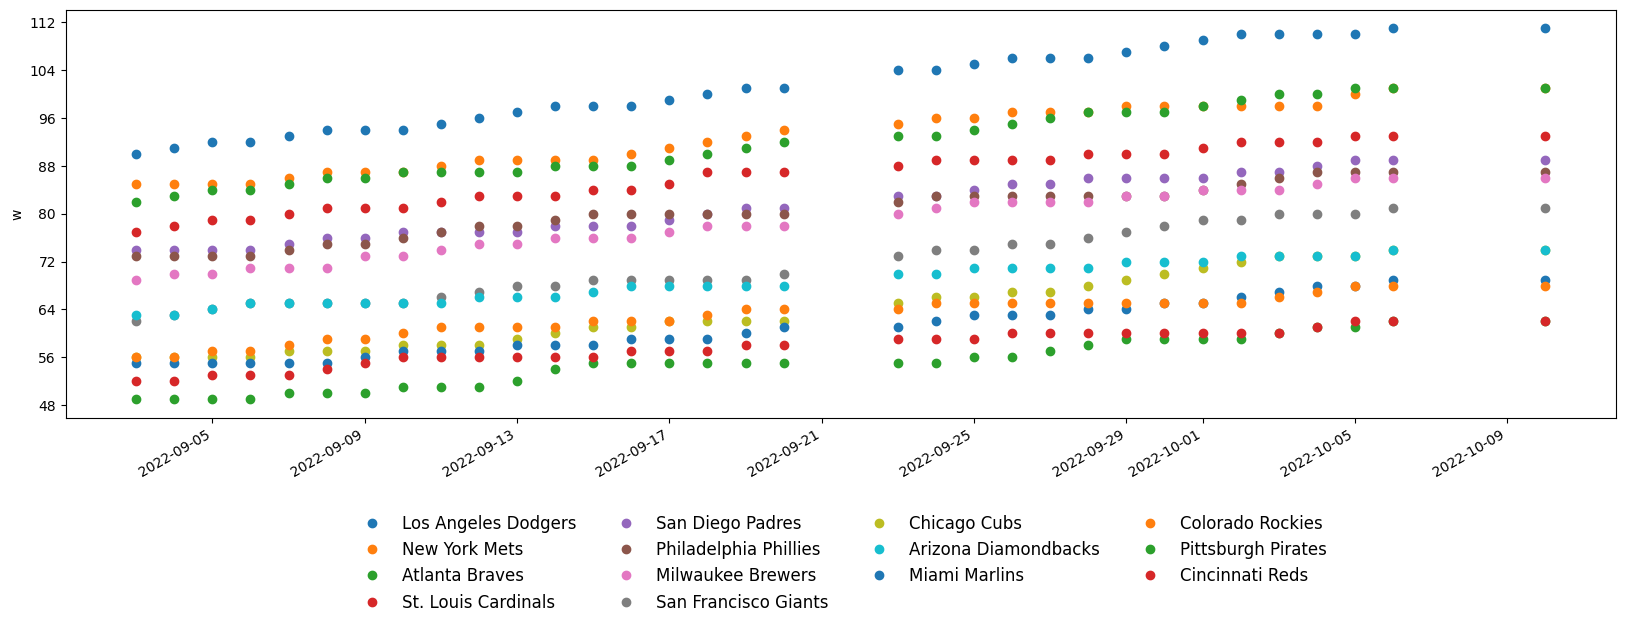 112
104
96
88
80
72
64
56
48
w
2022-09-05
2022-09-09
2022-09-13
2022-09-17
2022-09-21
2022-09-25
2022-09-29
2022-10-01
2022-10-05
2022-10-09
Los Angeles Dodgers
New York Mets
Atlanta Braves
St. Louis Cardinals
San Diego Padres
Philadelphia Phillies
Milwaukee Brewers
San Francisco Giants
Chicago Cubs
Arizona Diamondbacks
Miami Marlins
Colorado Rockies
Pittsburgh Pirates
Cincinnati Reds